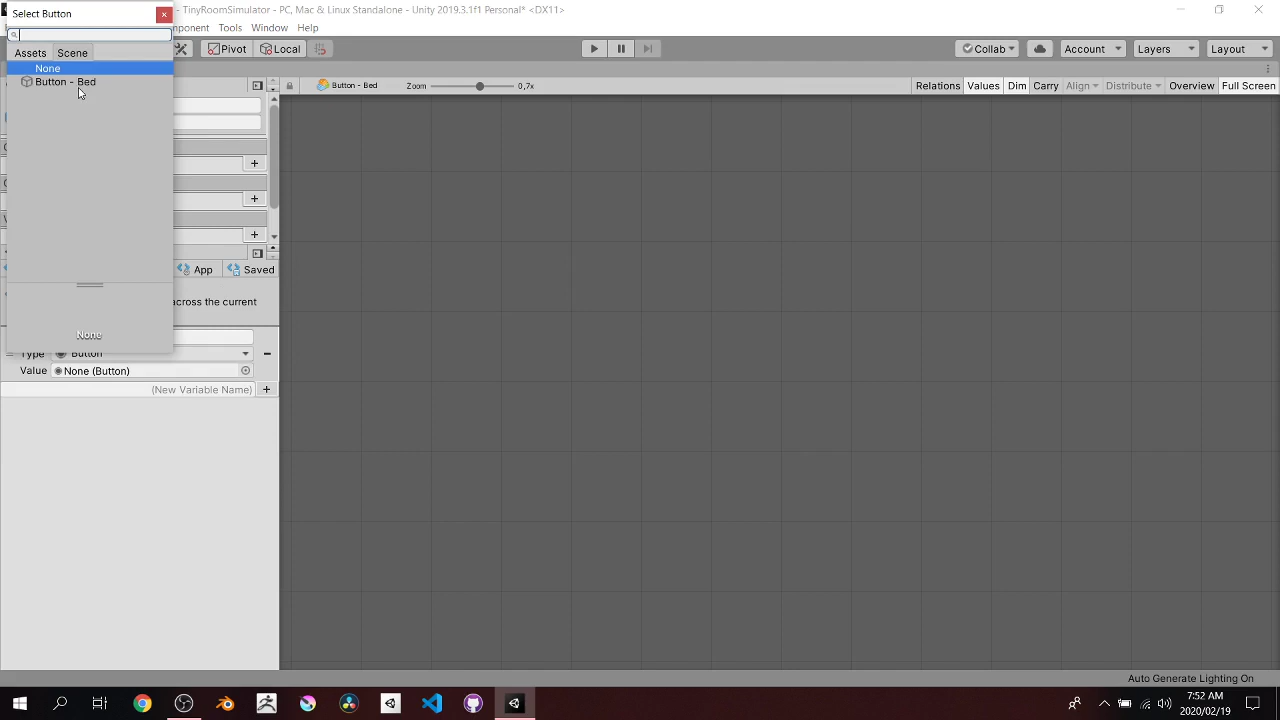 Select Button
- TinyRoomSimulator - PC, Mac & Linux Standalone - Unity 2019.3.1f1 Personal* <DX11>
Tools Window Help
Assets Scene
Pivot Local Collab Account Layers Layout
None
Button - Bed
Button - Bed Zoom 0,7x Relations Values Dim Carry Align Distribute Overview Full Screen
App Saved
across the current
None
Type Button
Value None (Button)
(New Variable Name)
Auto Generate Lighting On
7:52 AM
2020/02/19